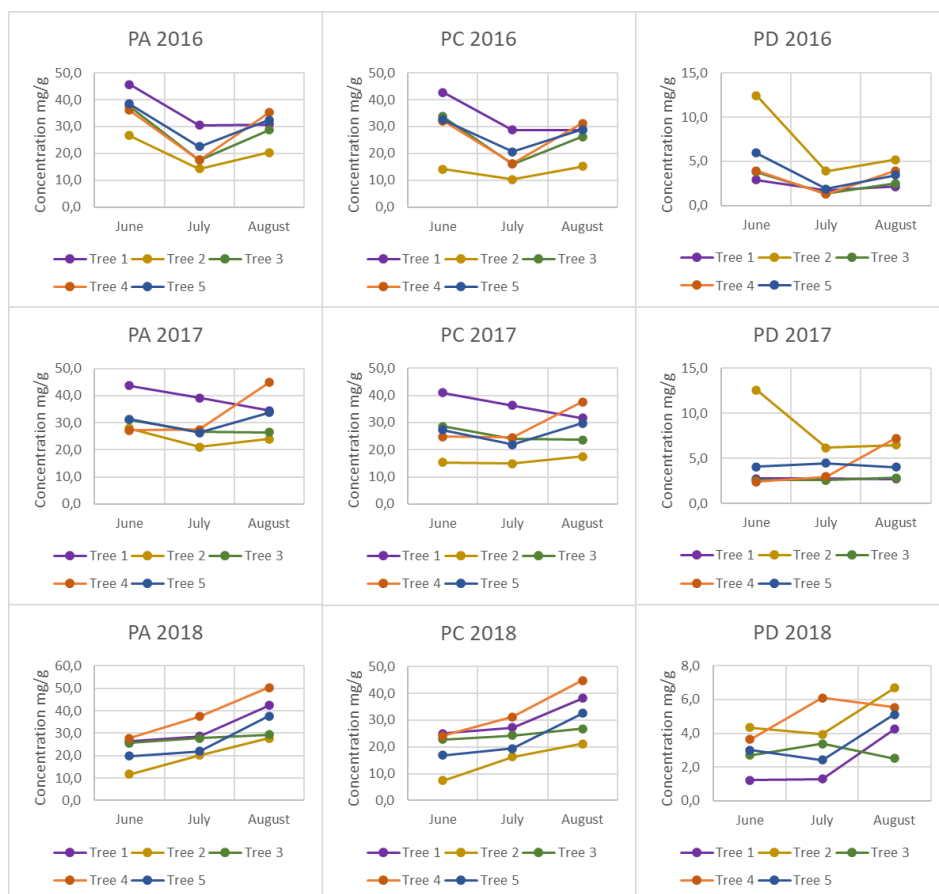 PA 2016
Concentration mg/g
50,0
40,0
30,0
20,0
10,0
0,0
June July August
Tree 1 Tree 2 Tree 3
Tree 4 Tree 5
PC 2016
Concentration mg/g
50,0
40,0
30,0
20,0
10,0
0,0
June July August
Tree 1 Tree 2 Tree 3
Tree 4 Tree 5
PD 2016
Concentration mg/g
15,0
10,0
5,0
0,0
June July August
Tree 1 Tree 2 Tree 3
Tree 4 Tree 5
PA 2017
Concentration mg/g
50,0
40,0
30,0
20,0
10,0
0,0
June July August
Tree 1 Tree 2 Tree 3
Tree 4 Tree 5
PC 2017
Concentration mg/g
50,0
40,0
30,0
20,0
10,0
0,0
June July August
Tree 1 Tree 2 Tree 3
Tree 4 Tree 5
PD 2017
Concentration mg/g
15,0
10,0
5,0
0,0
June July August
Tree 1 Tree 2 Tree 3
Tree 4 Tree 5
PA 2018
Concentration mg/g
60,0
50,0
40,0
30,0
20,0
10,0
0,0
June July August
Tree 1 Tree 2 Tree 3
Tree 4 Tree 5
PC 2018
Concentration mg/g
50,0
40,0
30,0
20,0
10,0
0,0
June July August
Tree 1 Tree 2 Tree 3
Tree 4 Tree 5
PD 2018
Concentration mg/g
8,0
6,0
4,0
2,0
0,0
June July August
Tree 1 Tree 2 Tree 3
Tree 4 Tree 5